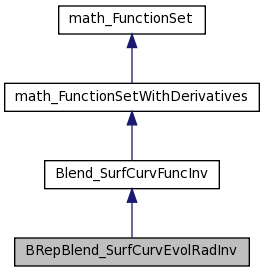 math_FunctionSet
math_FunctionSetWithDerivatives
Blend_SurfCurvFuncInv
BRepBlend_SurfCurvEvolRadInv